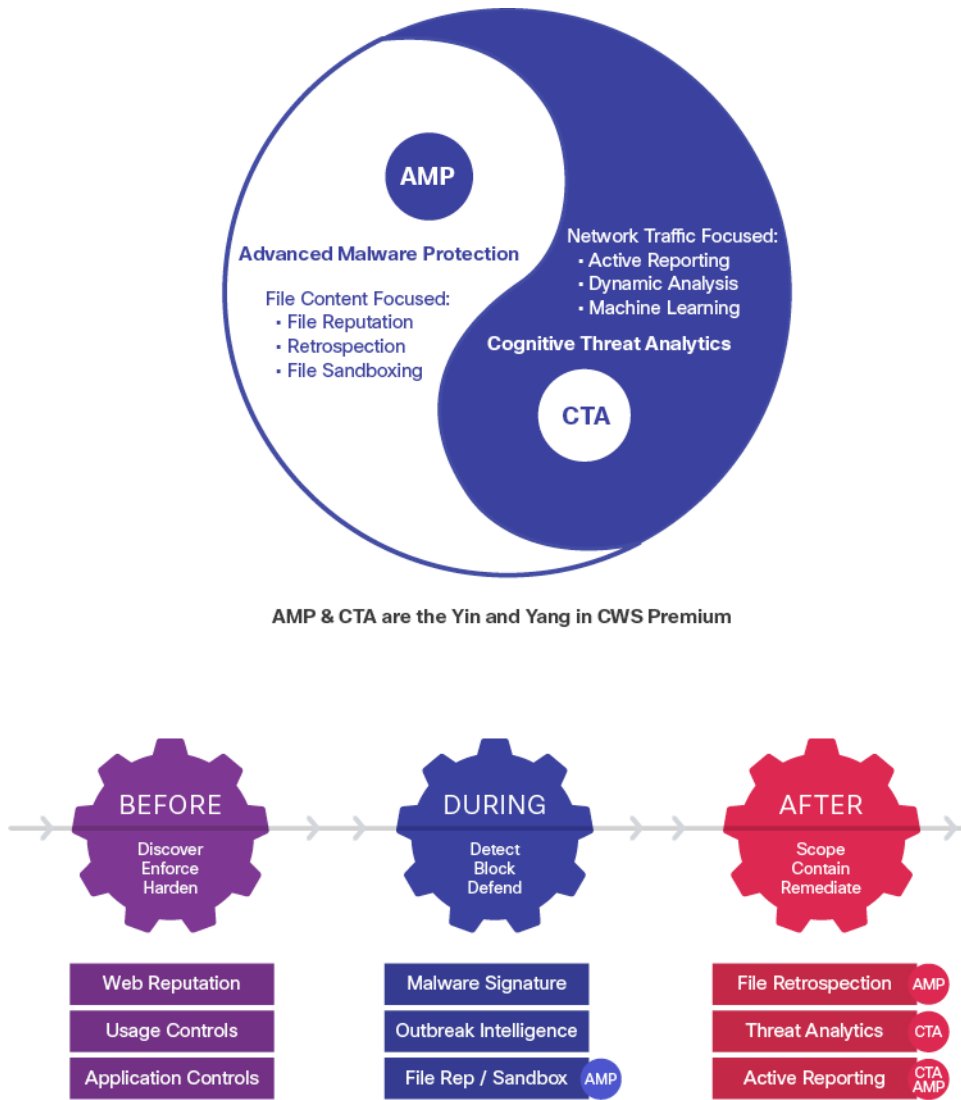 AMP
Advanced Malware Protection
File Content Focused:
• File Reputation
• Retrospection
• File Sandboxing
Network Traffic Focused:
• Active Reporting
• Dynamic Analysis
• Machine Learning
Cognitive Threat Analytics
CTA
AMP & CTA are the Yin and Yang in CWS Premium
BEFORE
Discover
Enforce
Harden
Web Reputation
Usage Controls
Application Controls
DURING
Detect
Block
Defend
Malware Signature
Outbreak Intelligence
File Rep / Sandbox
AMP
AFTER
Scope
Contain
Remediate
File Retrospection
AMP
Threat Analytics
CTA
Active Reporting
CTA
AMP